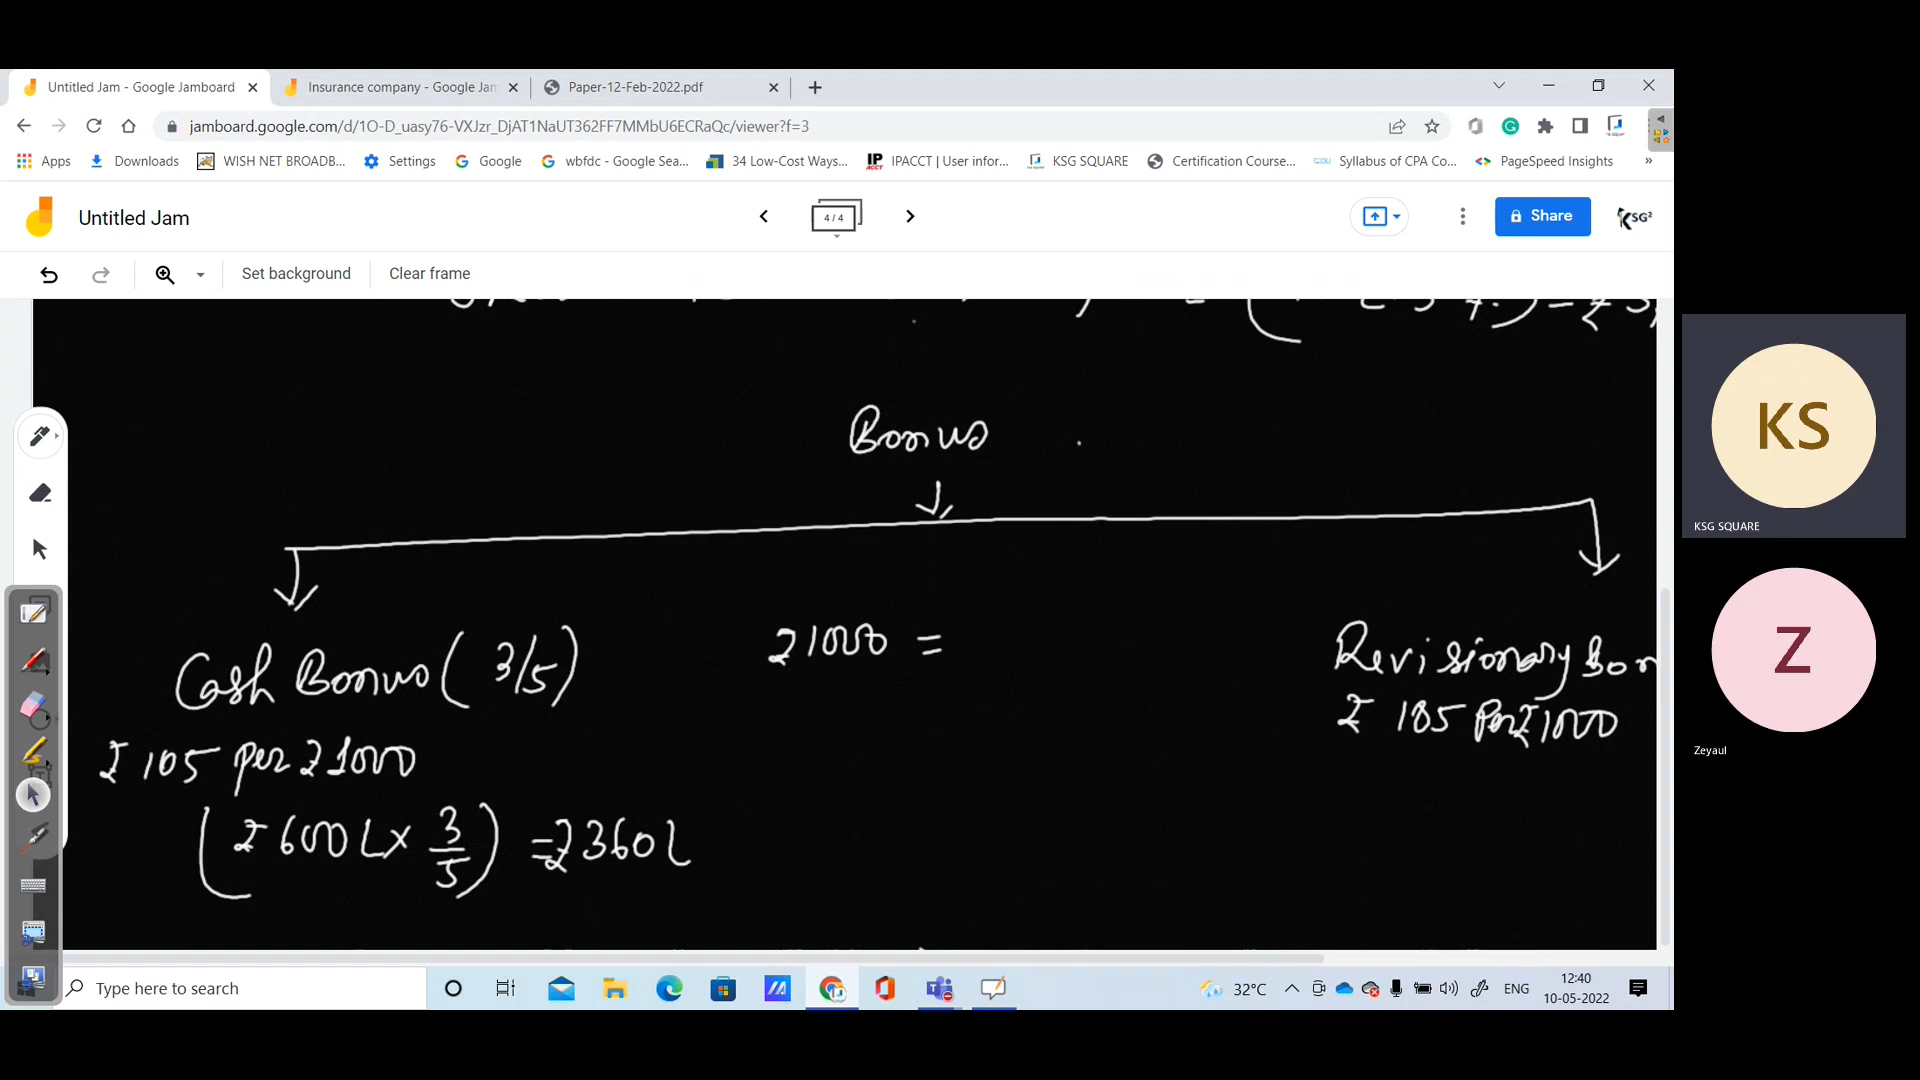 Untitled Jam - Google Jamboard
Insurance company - Google Jam
Paper-12-Feb-2022.pdf
jamboard.google.com/d/1O-D_uasy76-VXJzr_DjAT1NaUT362FF7MMbU6ECRaQc/viewer?f=3
Apps
Downloads
WISH NET BROADB...
Settings
Google
wbfdc - Google Sea...
34 Low-Cost Ways...
IPACCT | User infor...
KSG SQUARE
Certification Course...
Syllabus of CPA Co...
PageSpeed Insights
»
Untitled Jam
4 / 4
Share
KSG²
Set background
Clear frame
Bonus
Cash Bonus ( 3/5)
₹ 105 per ₹ 1000
(₹ 600 L × 3/5) = ₹ 360 L
₹ 1000 =
Revisionary Bon
₹ 105 Per ₹ 1000
KS
KSG SQUARE
Z
Zeyaul
Type here to search
32°C
ENG
12:40
10-05-2022